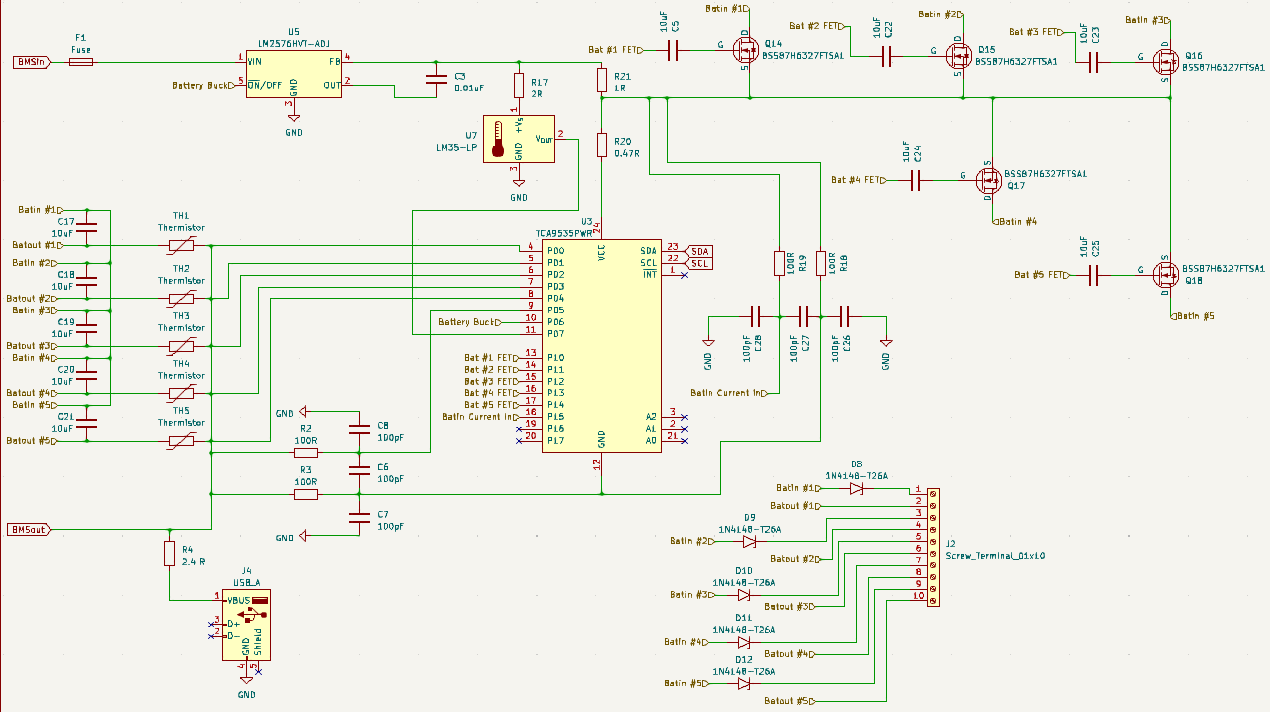 F1
Fuse
BMSin
U5
LM2576HVT-ADJ
1 VIN
FB 4
5 ON/OFF
OUT 2
GND
3
GND
Battery Buck
C3
0.01uF
R17
2R
R21
1R
R20
0.47R
U7
LM35-LP
1
+Vs
VOUT 2
GND
3
GND
Batin #1
10uF
C5
Bat #1 FET
G
D
S
Q14
BSS87H6327FTSA1
Batin #2
10uF
C22
Bat #2 FET
G
D
S
Q15
BSS87H6327FTSA1
Batin #3
10uF
C23
Bat #3 FET
G
D
S
Q16
BSS87H6327FTSA1
10uF
C24
Bat #4 FET
G
S
D
BSS87H6327FTSA1
Q17
Batin #4
10uF
C25
Bat #5 FET
G
S
D
BSS87H6327FTSA1
Q18
Batin #5
Batin #1
C17
10uF
Batout #1
Batin #2
C18
10uF
Batout #2
Batin #3
C19
10uF
Batout #3
Batin #4
C20
10uF
Batout #4
Batin #5
C21
10uF
Batout #5
TH1
Thermistor
TH2
Thermistor
TH3
Thermistor
TH4
Thermistor
TH5
Thermistor
U3
TCA9535PWR
24
VCC
4 P00
5 P01
6 P02
7 P03
8 P04
9 P05
Battery Buck 10 P06
11 P07
Bat #1 FET 13 P10
Bat #2 FET 14 P11
Bat #3 FET 15 P12
Bat #4 FET 16 P13
Bat #5 FET 17 P14
Batin Current in 18 P15
19 P16
20 P17
SDA 23 SDA
SCL 22 SCL
INT 1
A2 3
A1 2
A0 21
GND
12
100R
R19
100R
R18
GND
100pF
C28
100pF
C27
100pF
C26
GND
Batin Current in
GND
C8
100pF
R2
100R
C6
100pF
R3
100R
C7
100pF
GND
BMSout
R4
2.4 R
J4
USB_A
1 VBUS
3 D+
2 D-
GND
Shield
4
5
GND
D8
1N4148-T26A
Batin #1
Batout #1
D9
1N4148-T26A
Batin #2
Batout #2
D10
1N4148-T26A
Batin #3
Batout #3
D11
1N4148-T26A
Batin #4
Batout #4
D12
1N4148-T26A
Batin #5
Batout #5
1
2
3
4
5
6
7
8
9
10
J2
Screw_Terminal_01x10